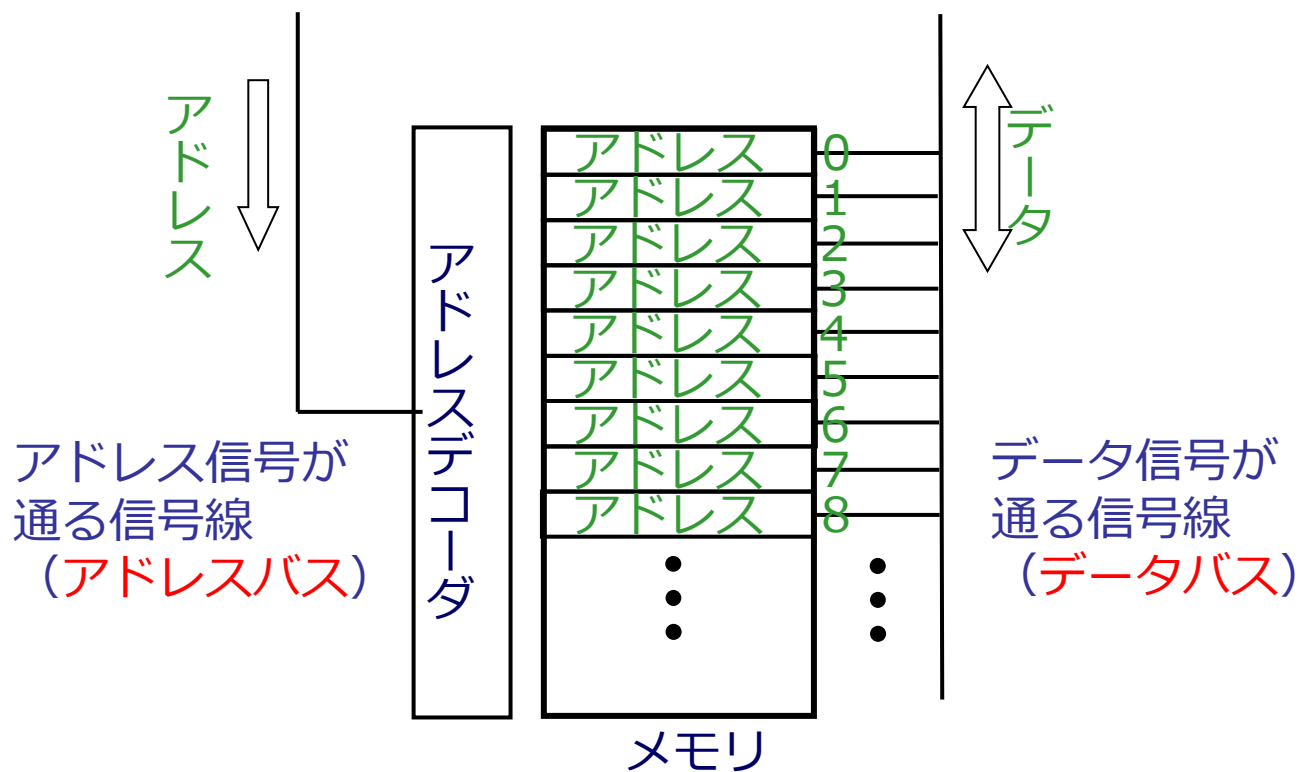 アドレス
アドレスデコーダ
アドレス 0
アドレス 1
アドレス 2
アドレス 3
アドレス 4
アドレス 5
アドレス 6
アドレス 7
アドレス 8
メモリ
データ
アドレス信号が
通る信号線
（アドレスバス）
データ信号が
通る信号線
（データバス）